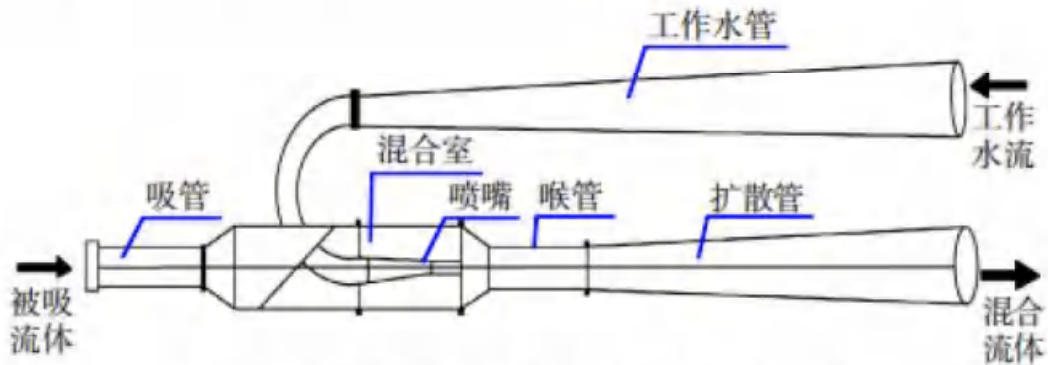 工作水管
工作
水流
混合室
吸管
喷嘴
喉管
扩散管
被吸
流体
混合
流体